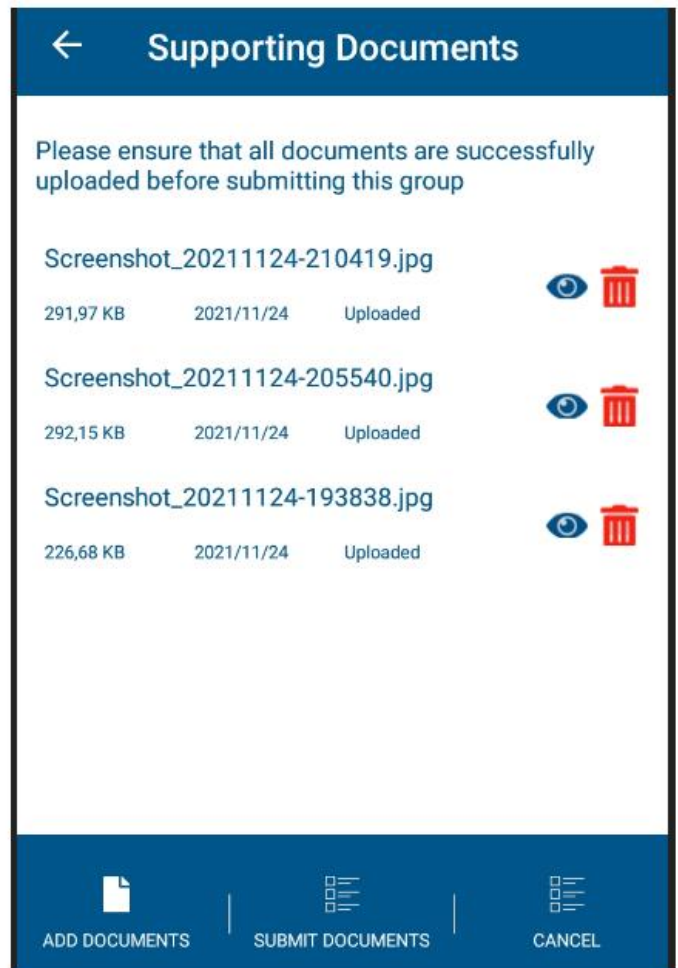 Supporting Documents
Please ensure that all documents are successfully
uploaded before submitting this group
Screenshot_20211124-210419.jpg
291,97 KB 2021/11/24 Uploaded
Screenshot_20211124-205540.jpg
292,15 KB 2021/11/24 Uploaded
Screenshot_20211124-193838.jpg
226,68 KB 2021/11/24 Uploaded
ADD DOCUMENTS SUBMIT DOCUMENTS CANCEL